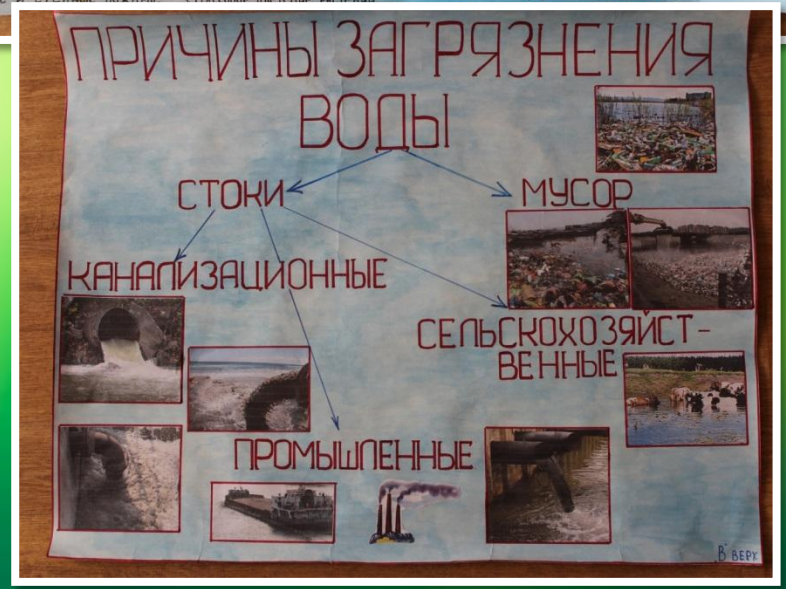 ПРИЧИНЫ ЗАГРЯЗНЕНИЯ
ВОДЫ
СТОКИ
МУСОР
КАНАЛИЗАЦИОННЫЕ
СЕЛЬСКОХОЗЯЙСТ-
ВЕННЫЕ
ПРОМЫШЛЕННЫЕ
В ВЕРХ